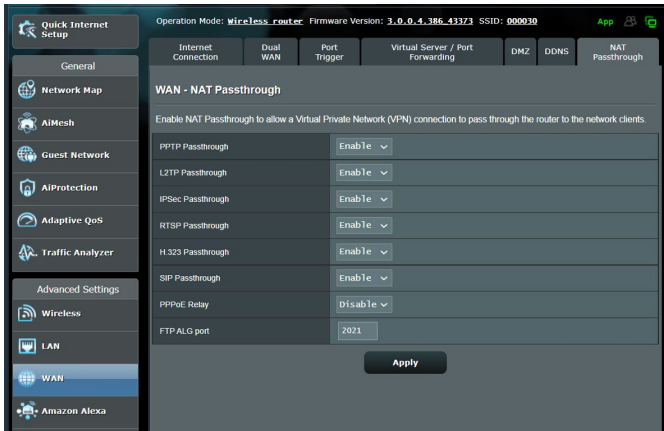 Quick Internet
Setup
Operation Mode: Wireless router Firmware Version: 3.0.0.4.386_43373 SSID: 000030
App
General
Network Map
AiMesh
Guest Network
AiProtection
Adaptive QoS
Traffic Analyzer
Advanced Settings
Wireless
LAN
WAN
Amazon Alexa
Internet
Connection
Dual
WAN
Port
Trigger
Virtual Server / Port
Forwarding
DMZ
DDNS
NAT
Passthrough
WAN - NAT Passthrough
Enable NAT Passthrough to allow a Virtual Private Network (VPN) connection to pass through the router to the network clients.
PPTP Passthrough Enable
L2TP Passthrough Enable
IPSec Passthrough Enable
RTSP Passthrough Enable
H.323 Passthrough Enable
SIP Passthrough Enable
PPPoE Relay Disable
FTP ALG port 2021
Apply